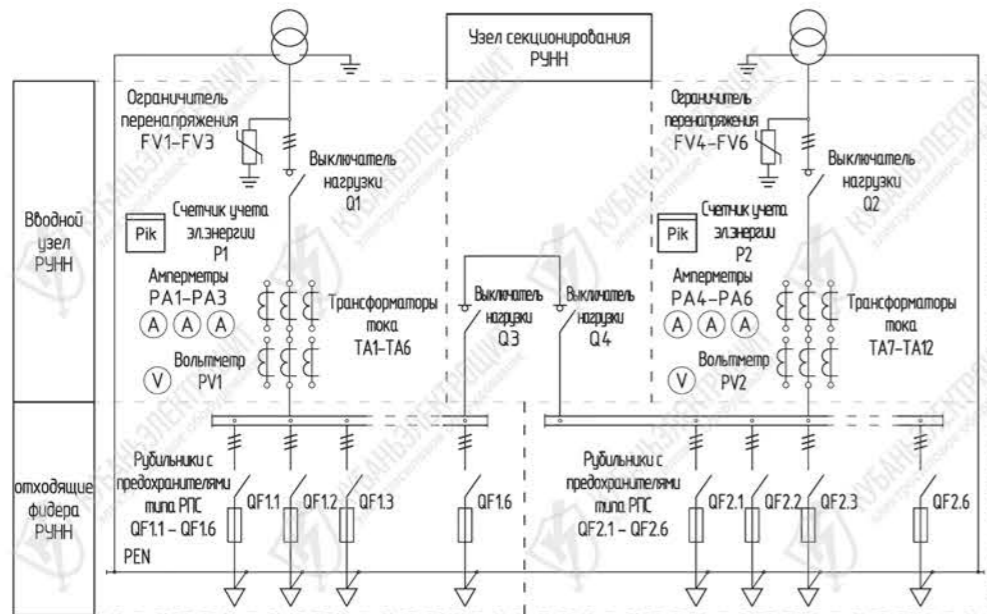 Узел секционирования
РУНН
Ограничитель
перенапряжения
FV1-FV3
Выключатель
нагрузки
Q1
Вводной
узел
РУНН
Pik
Счетчик учета
эл.энергии
P1
Амперметры
PA1-PA3
A A A
Вольтметр
PV1
V
Трансформаторы
тока
TA1-TA6
Выключатель
нагрузки
Q3
Выключатель
нагрузки
Q4
Ограничитель
перенапряжения
FV4-FV6
Выключатель
нагрузки
Q2
Pik
Счетчик учета
эл.энергии
P2
Амперметры
PA4-PA6
A A A
Вольтметр
PV2
V
Трансформаторы
тока
TA7-TA12
отходящие
фидера
РУНН
Рубильники с
предохранителями
типа РПС
QF1.1 - QF1.6
QF1.1 QF1.2 QF1.3 QF1.6
PEN
Рубильники с
предохранителями
типа РПС
QF2.1 - QF2.6
QF2.1 QF2.2 QF2.3 QF2.6
КУБАНЬЭЛЕКТРОЩИТ